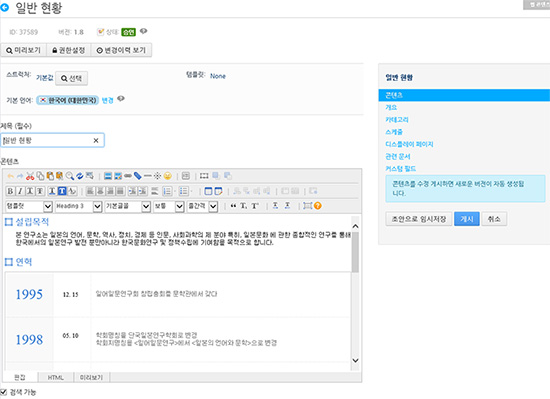 웹 콘텐츠
일반 현황
ID: 37589 버전: 1.8 상태: 승인
미리보기 권한설정 변경이력 보기
스트럭처: 기본값 선택 템플릿: None
기본 언어: 한국어 (대한민국) 변경
제목 (필수)
일반 현황
콘텐츠
템플릿 Heading 3 기본글꼴 보통 줄간격
설립목적
본 연구소는 일본의 언어, 문학, 역사, 정치, 경제 등 인문, 사회과학의 제 분야 특히, 일본문화 에 관한 종합적인 연구를 통해
한국에서의 일본연구 발전 뿐만아니라 한국문화연구 및 정책수립에 기여함을 목적으로 합니다.
연혁
1995 12. 15 일어일문연구회 창립총회를 문학관에서 갖다
1998 05. 10 학회명칭을 단국일본연구학회로 변경
학회지명칭을 <일어일문연구>에서 <일본의 언어와 문학>으로 변경
편집 HTML 미리보기
검색 가능
일반 현황
콘텐츠
개요
카테고리
스케쥴
디스플레이 페이지
관련 문서
커스텀 필드
콘텐츠를 수정 게시하면 새로운 버전이 자동 생성됩
니다.
초안으로 임시저장 게시 취소